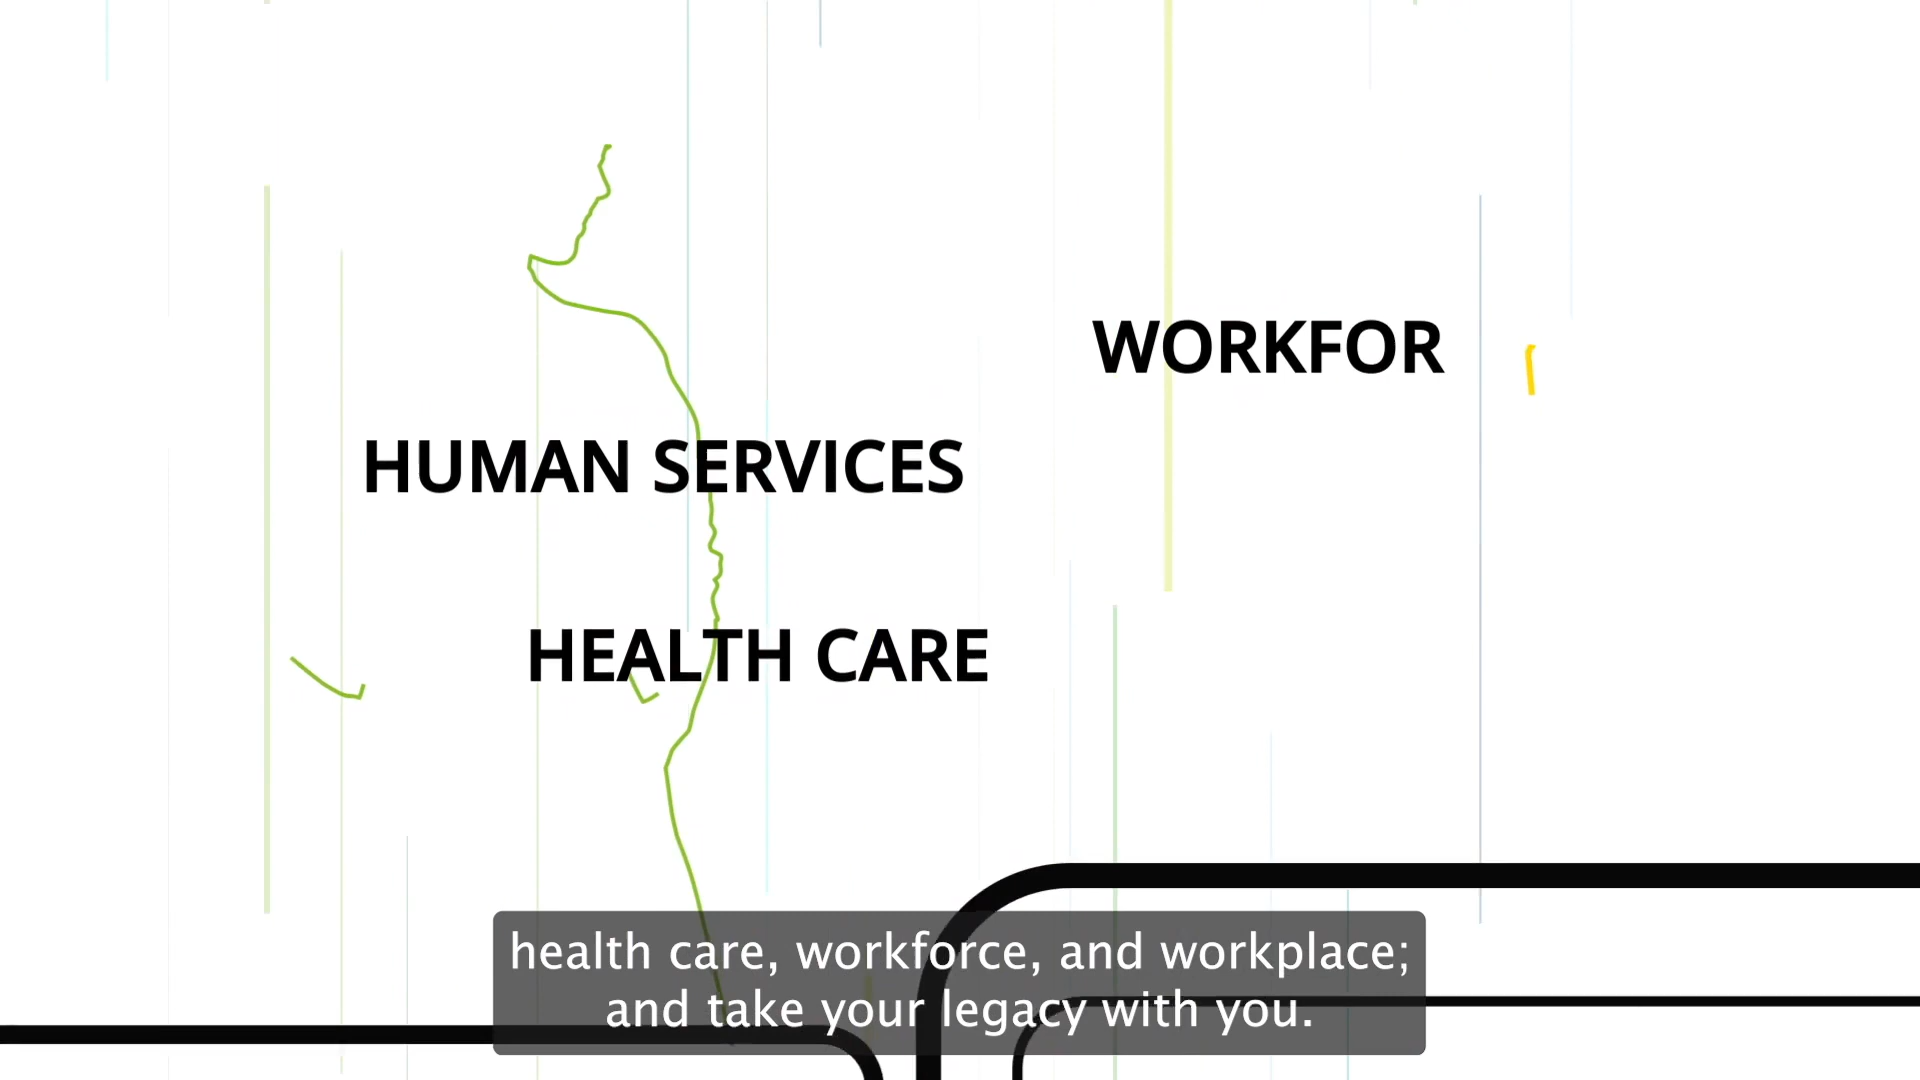 WORKFOR
HUMAN SERVICES
HEALTH CARE
health care, workforce, and workplace;
and take your legacy with you.